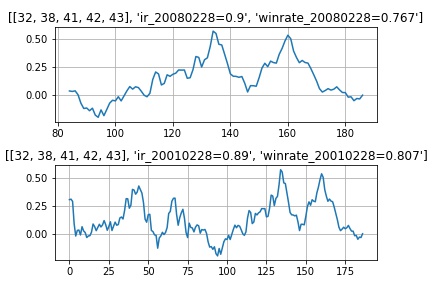 [[32, 38, 41, 42, 43], 'ir_20080228=0.9', 'winrate_20080228=0.767']
0.50
0.25
0.00
80 100 120 140 160 180
[[32, 38, 41, 42, 43], 'ir_20010228=0.89', 'winrate_20010228=0.807']
0.50
0.25
0.00
0 25 50 75 100 125 150 175